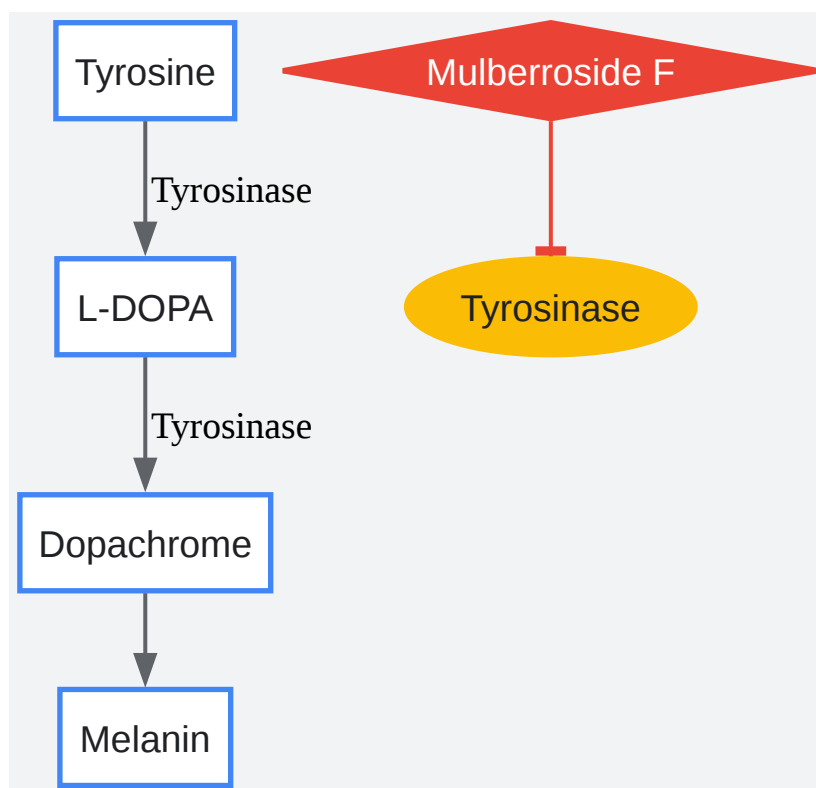 Tyrosine
Mulberroside F
Tyrosinase
L-DOPA
Tyrosinase
Tyrosinase
Dopachrome
Melanin